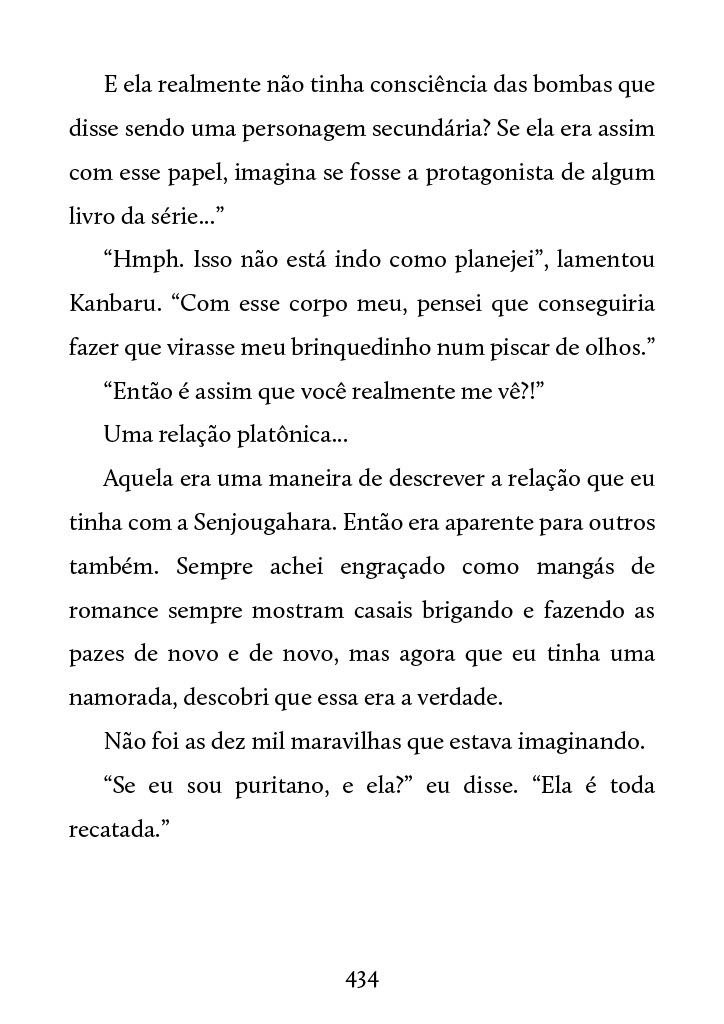 E ela realmente não tinha consciência das bombas que
disse sendo uma personagem secundária? Se ela era assim
com esse papel, imagina se fosse a protagonista de algum
livro da série...”
“Hmph. Isso não está indo como planejei”, lamentou
Kanbaru. “Com esse corpo meu, pensei que conseguiria
fazer que virasse meu brinquedinho num piscar de olhos.”
“Então é assim que você realmente me vê?!”
Uma relação platônica...
Aquela era uma maneira de descrever a relação que eu
tinha com a Senjougahara. Então era aparente para outros
também. Sempre achei engraçado como mangás de
romance sempre mostram casais brigando e fazendo as
pazes de novo e de novo, mas agora que eu tinha uma
namorada, descobri que essa era a verdade.
Não foi as dez mil maravilhas que estava imaginando.
“Se eu sou puritano, e ela?” eu disse. “Ela é toda
recatada.”
434